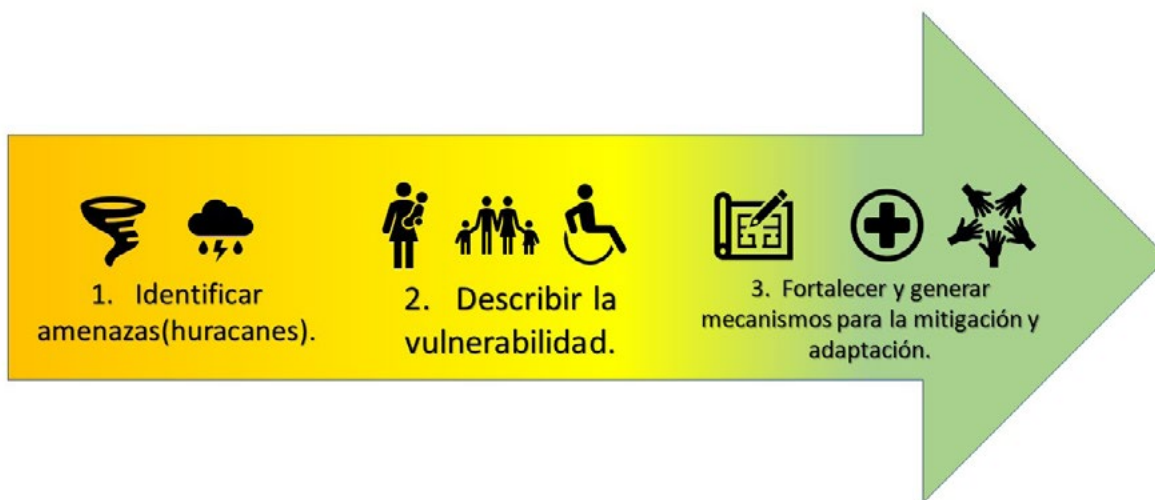 1. Identificar
amenazas(huracanes).
2. Describir la
vulnerabilidad.
3. Fortalecer y generar
mecanismos para la mitigación y
adaptación.